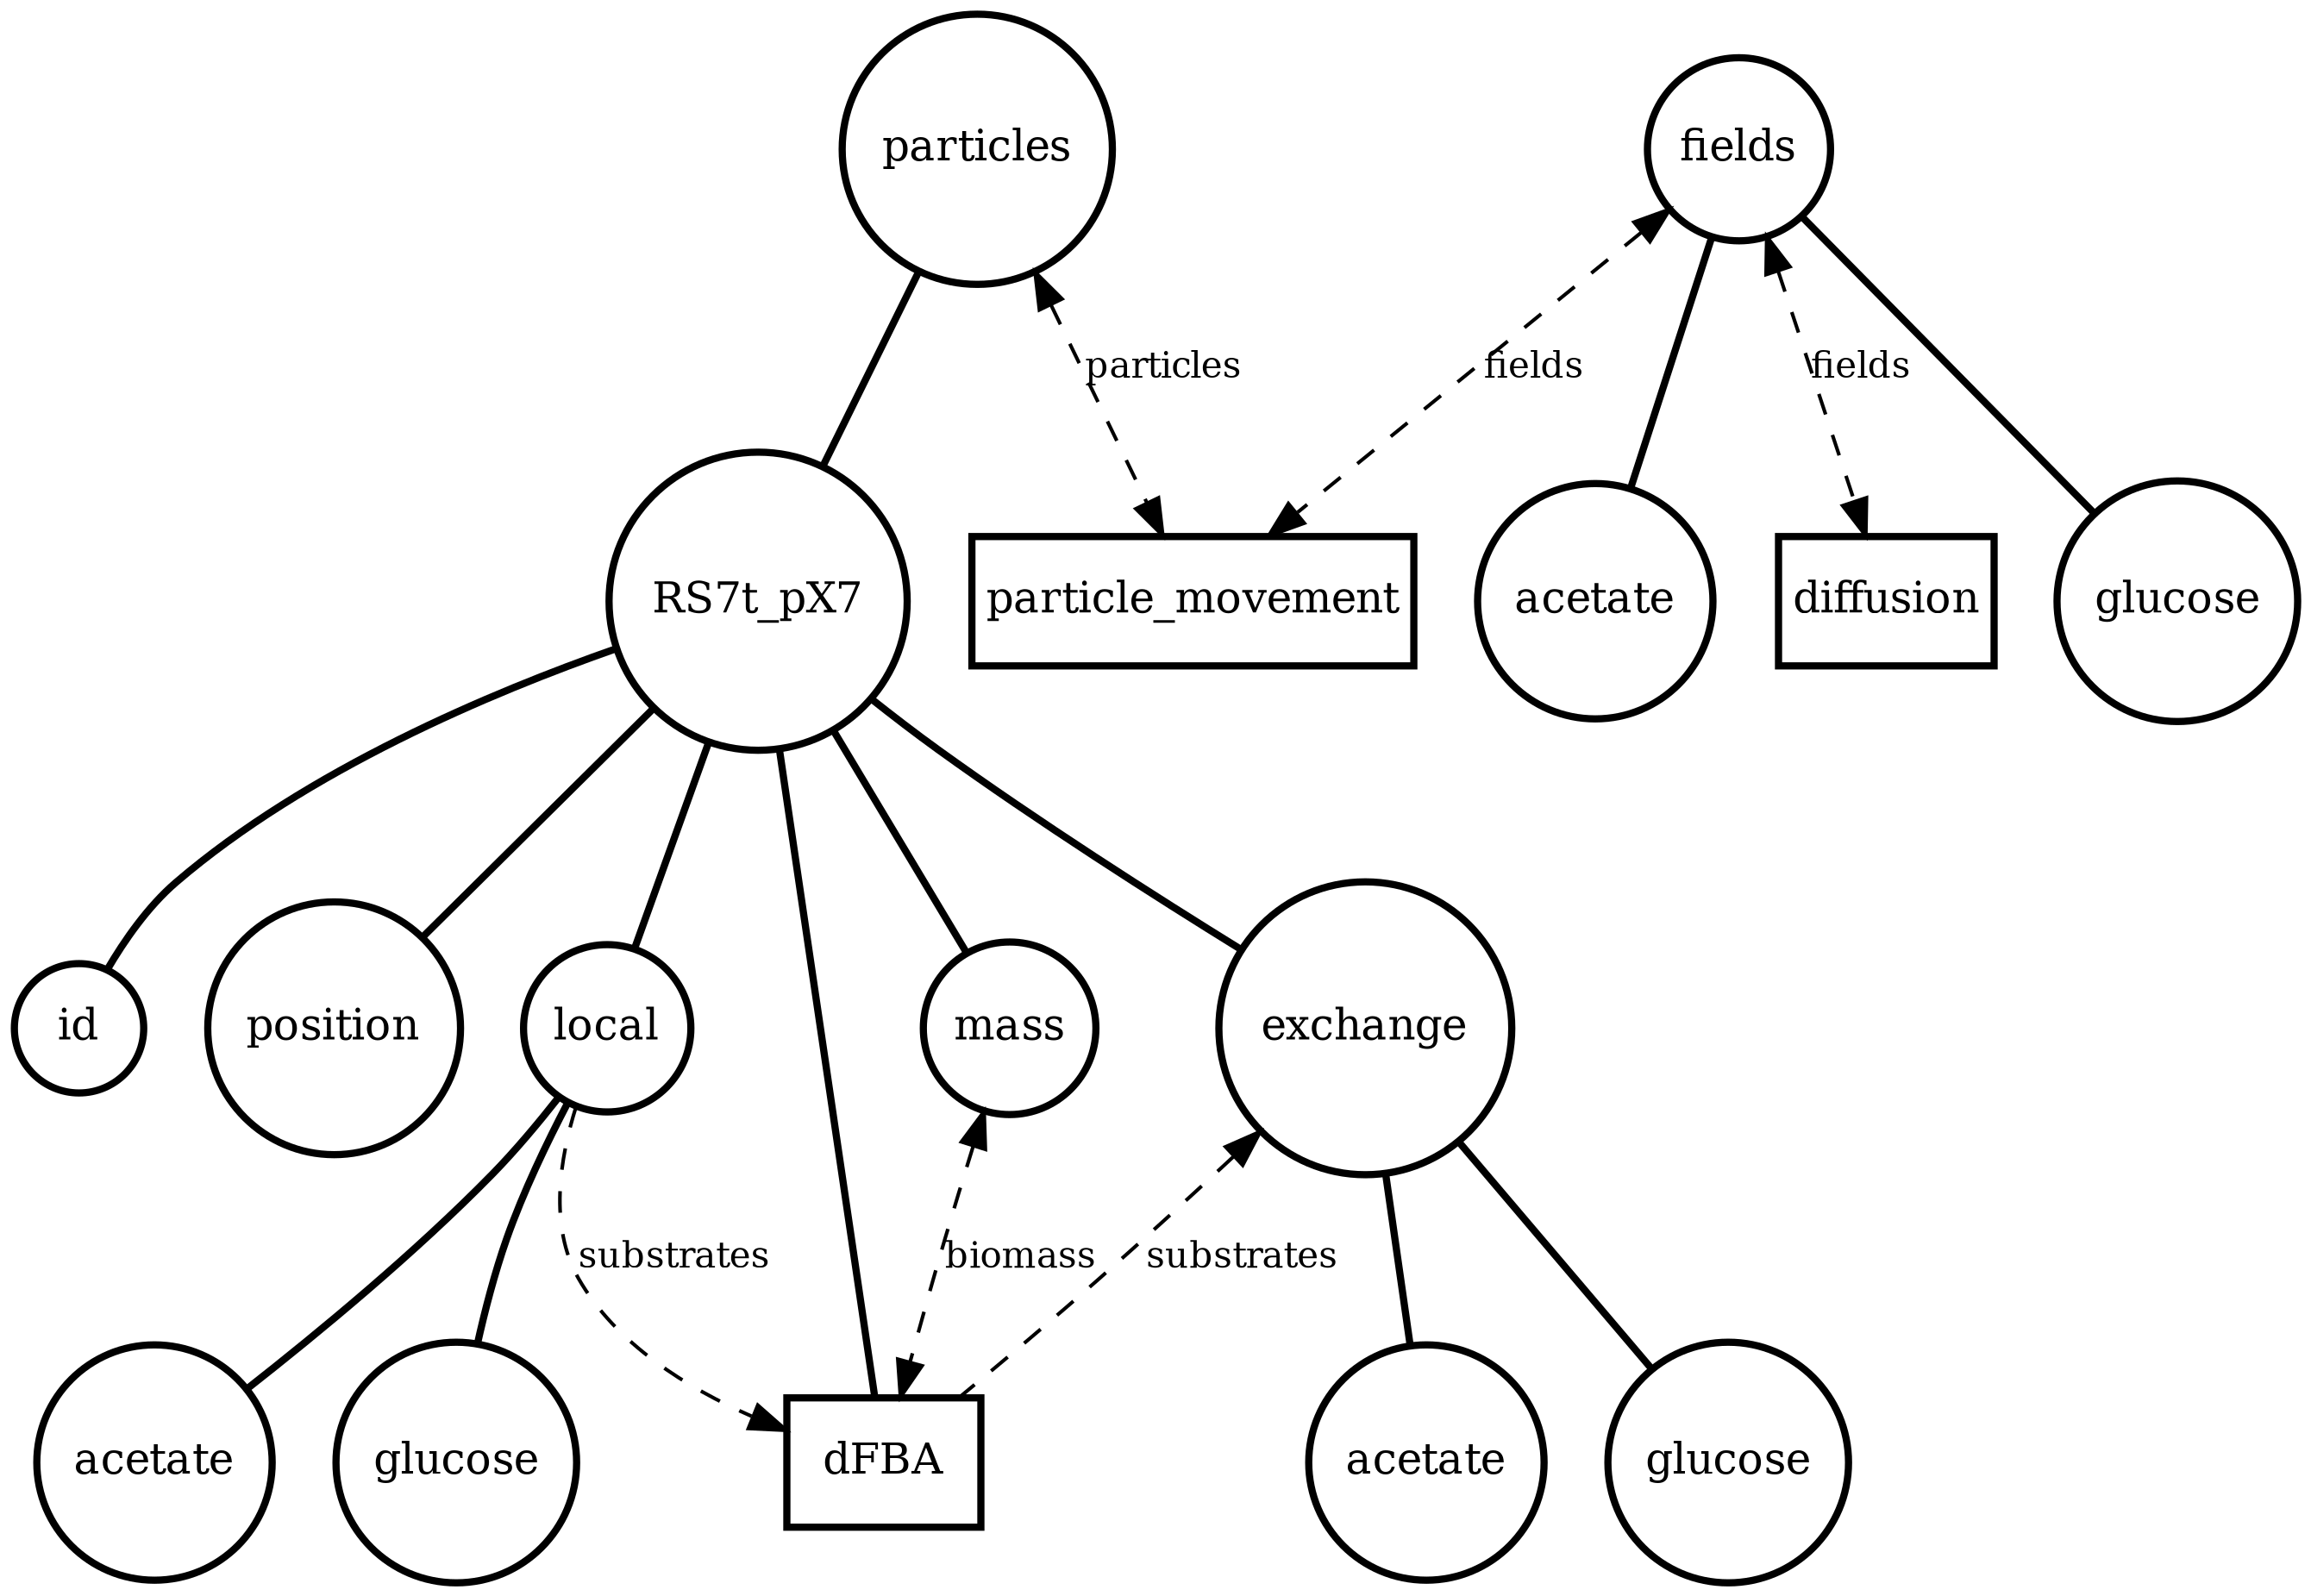 particles
fields
particles
fields
fields
RS7t_pX7
particle_movement
acetate
diffusion
glucose
id
position
local
mass
exchange
substrates
biomass
substrates
acetate
glucose
dFBA
acetate
glucose